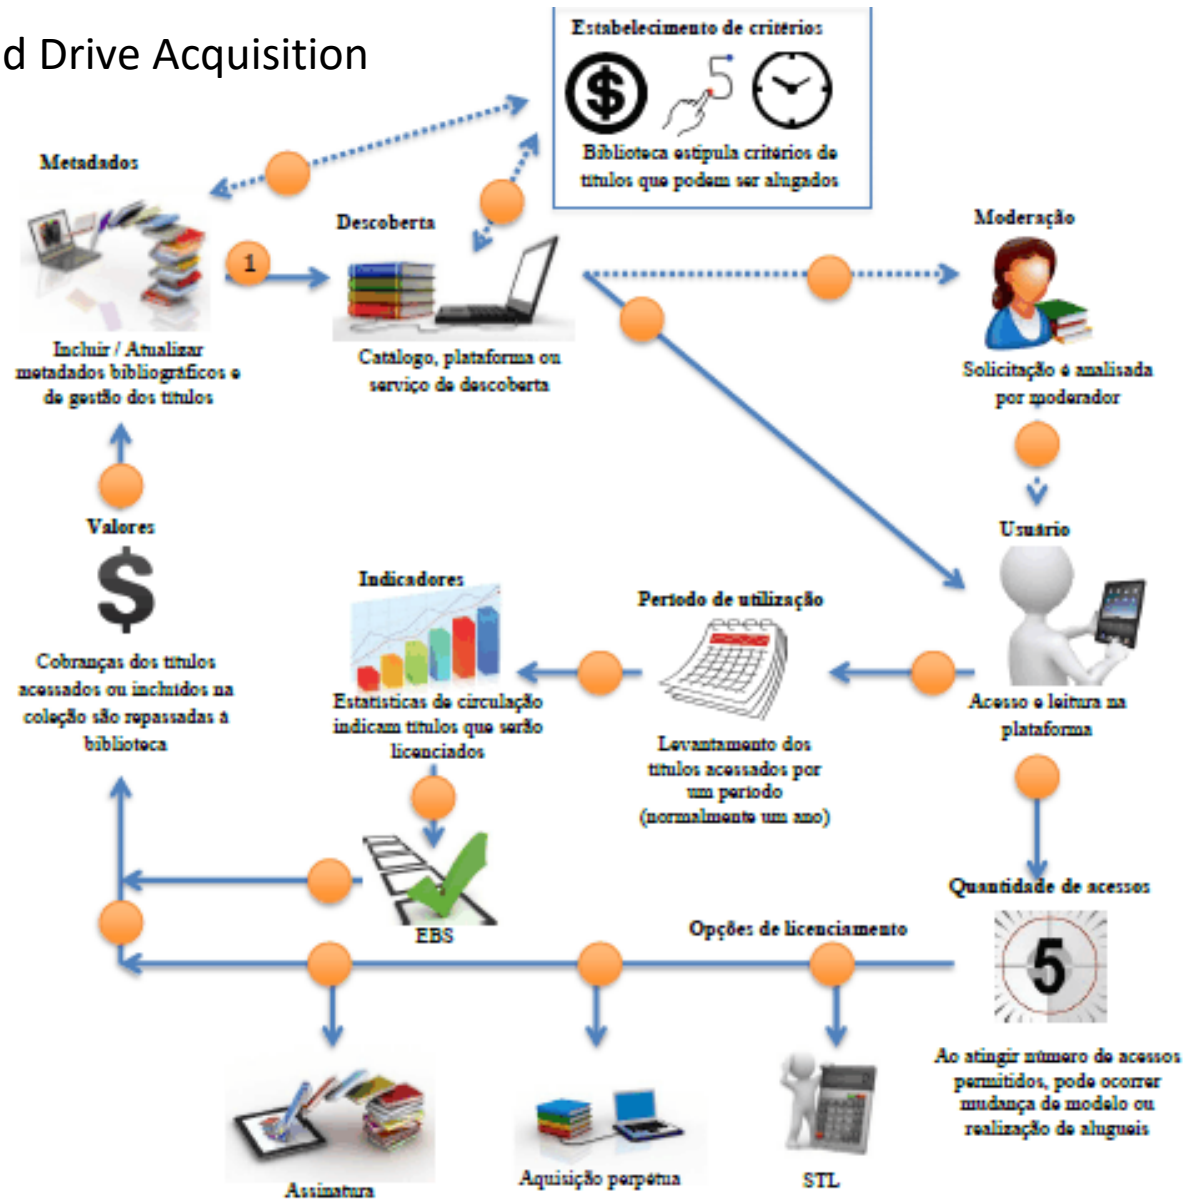 d Drive Acquisition
Estabelecimento de critérios
Biblioteca estipula critérios de
títulos que podem ser alugados
Metadados
1
Incluir / Atualizar
metadados bibliográficos e
de gestão dos títulos
Descoberta
Catálogo, plataforma ou
serviço de descoberta
Moderação
Solicitação é analisada
por moderador
Valores
$
Cobranças dos títulos
acessados ou incluídos na
coleção são repassadas à
biblioteca
Indicadores
Estatísticas de circulação
indicam títulos que serão
licenciados
Período de utilização
Levantamento dos
títulos acessados por
um período
(normalmente um ano)
Usuário
Acesso e leitura na
plataforma
EBS
Quantidade de acessos
5
Ao atingir número de acessos
permitidos, pode ocorrer
mudança de modelo ou
realização de alugueis
Opções de licenciamento
Assinatura
Aquisição perpétua
STL